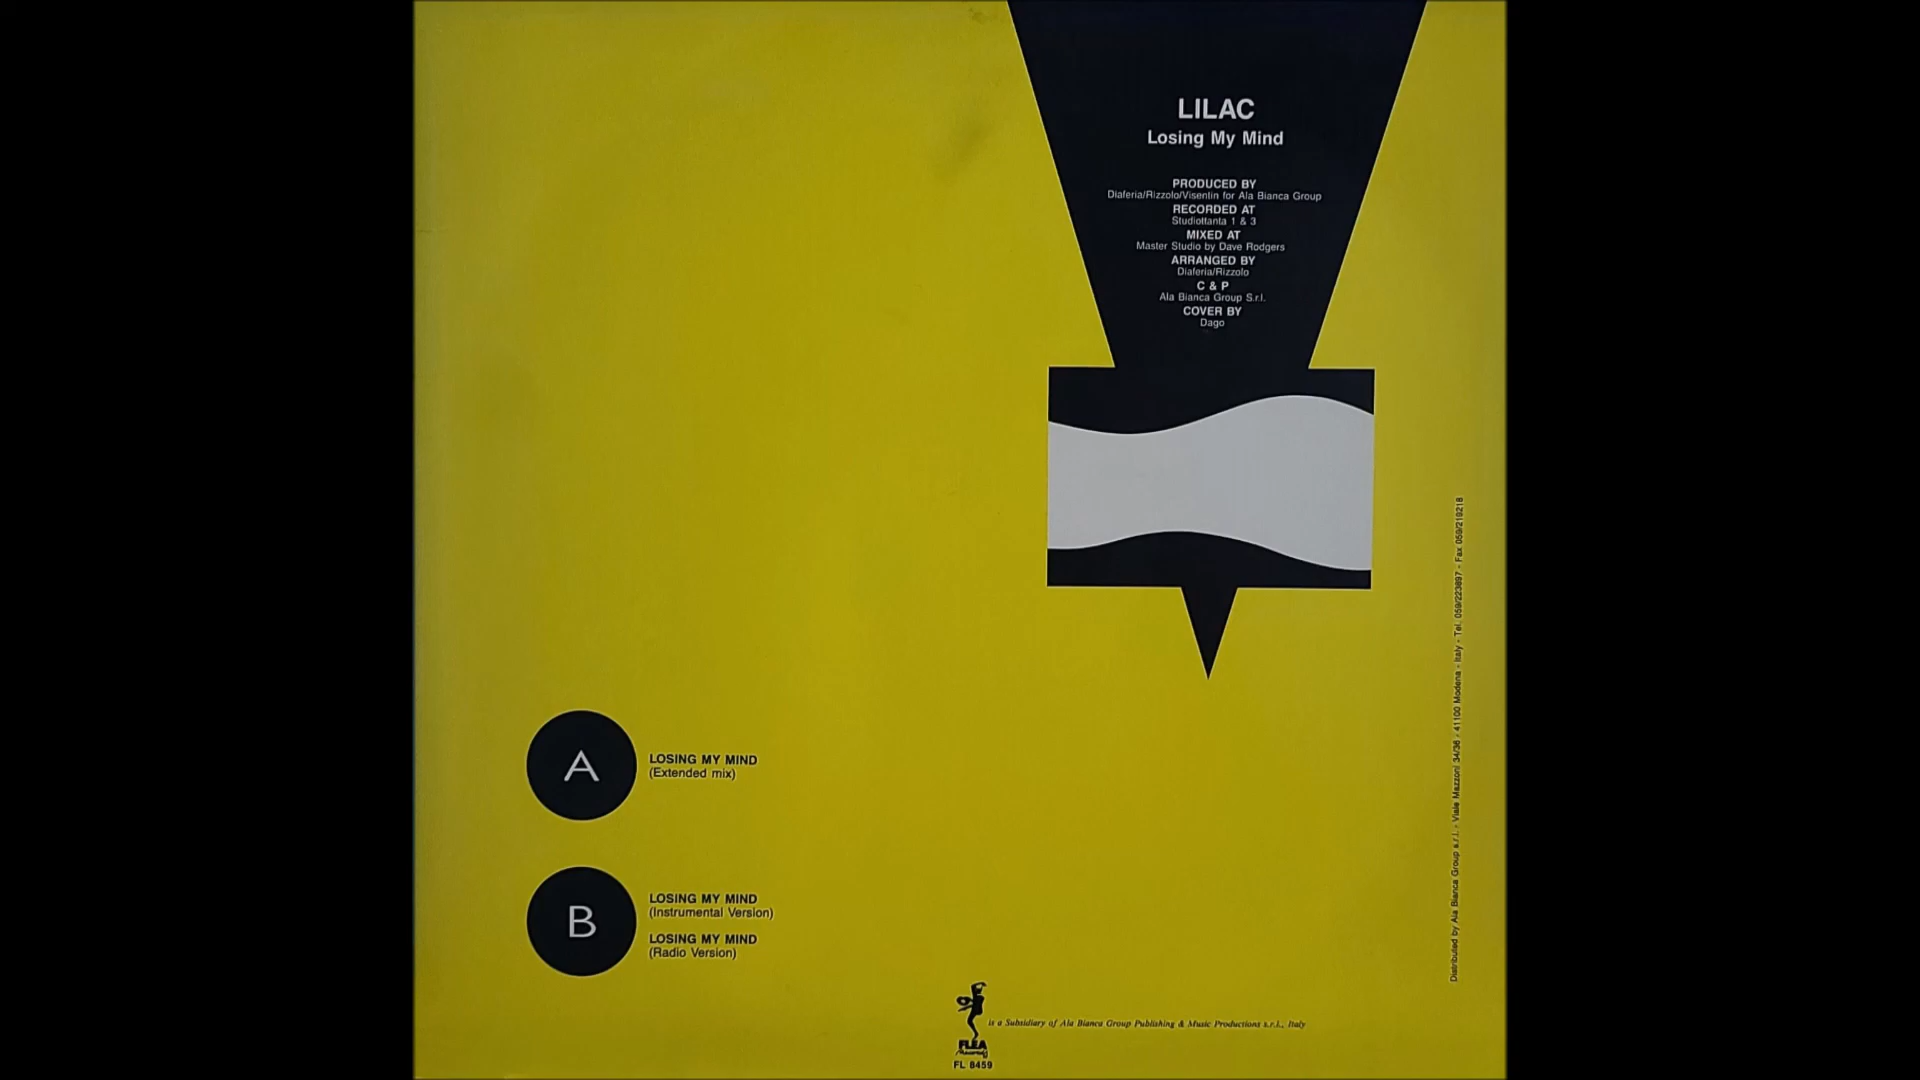 LILAC
Losing My Mind
PRODUCED BY
Diaferia/Rizzolo/Visentin for Ala Bianca Group
RECORDED AT
Studiottanta 1 & 3
MIXED AT
Master Studio by Dave Rodgers
ARRANGED BY
Diaferia/Rizzolo
C & P
Ala Bianca Group S.r.l.
COVER BY
Dago
A
LOSING MY MIND
(Extended mix)
B
LOSING MY MIND
(Instrumental Version)
LOSING MY MIND
(Radio Version)
Distributed by Ala Bianca Group s.r.l. - Viale Mazzoni 34/36 - 41100 Modena - Italy - Tel. 059/223897 - Fax 059/219218
is a Subsidiary of Ala Bianca Group Publishing & Music Productions s.r.l., Italy
FLEA
Records
FL 8459